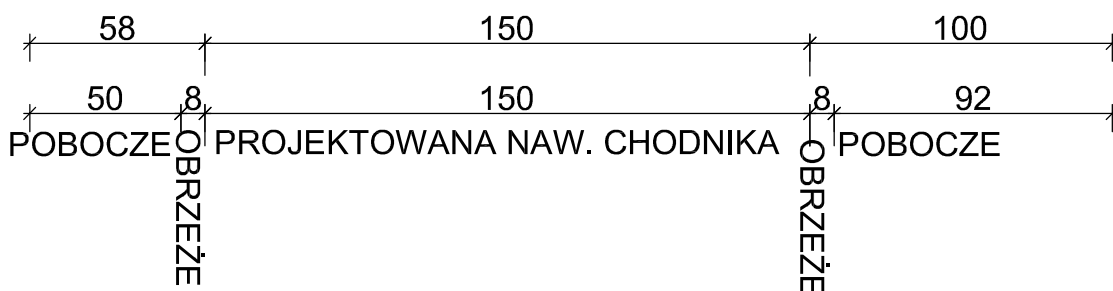 58 150 100
50 8 150 8 92
POBOCZE OBRZEŻE PROJEKTOWANA NAW. CHODNIKA OBRZEŻE POBOCZE